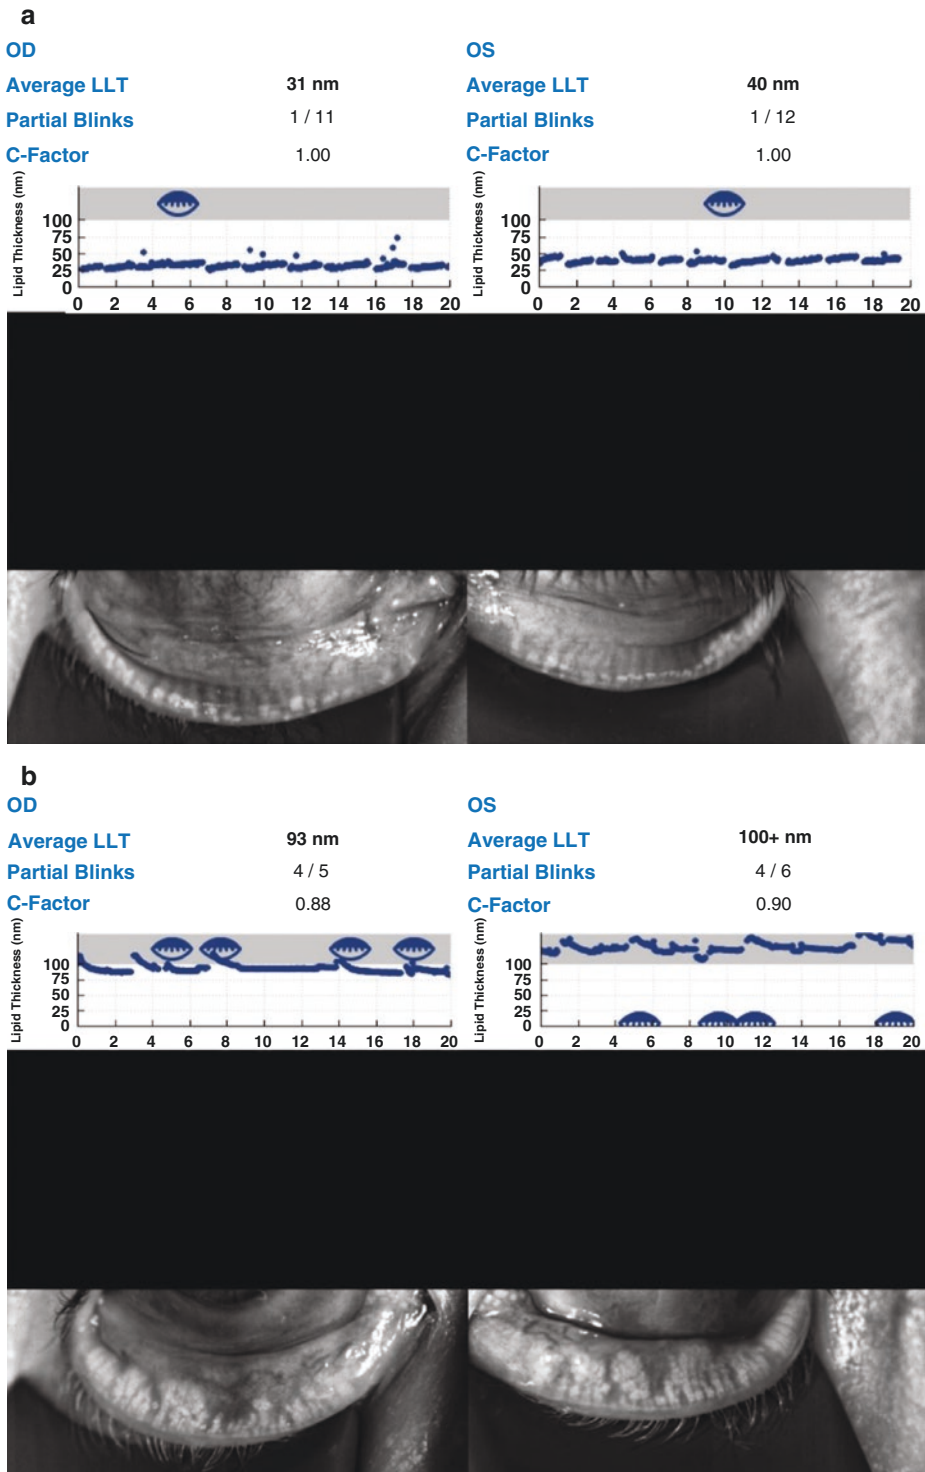 a
OD OS
Average LLT 31 nm Average LLT 40 nm
Partial Blinks 1 / 11 Partial Blinks 1 / 12
C-Factor 1.00 C-Factor 1.00
Lipid Thickness (nm) Lipid Thickness (nm)
100 100
75 75
50 50
25 25
0 0
0 2 4 6 8 10 12 14 16 18 20 0 2 4 6 8 10 12 14 16 18 20
b
OD OS
Average LLT 93 nm Average LLT 100+ nm
Partial Blinks 4 / 5 Partial Blinks 4 / 6
C-Factor 0.88 C-Factor 0.90
Lipid Thickness (nm) Lipid Thickness (nm)
100 100
75 75
50 50
25 25
0 0
0 2 4 6 8 10 12 14 16 18 20 0 2 4 6 8 10 12 14 16 18 20